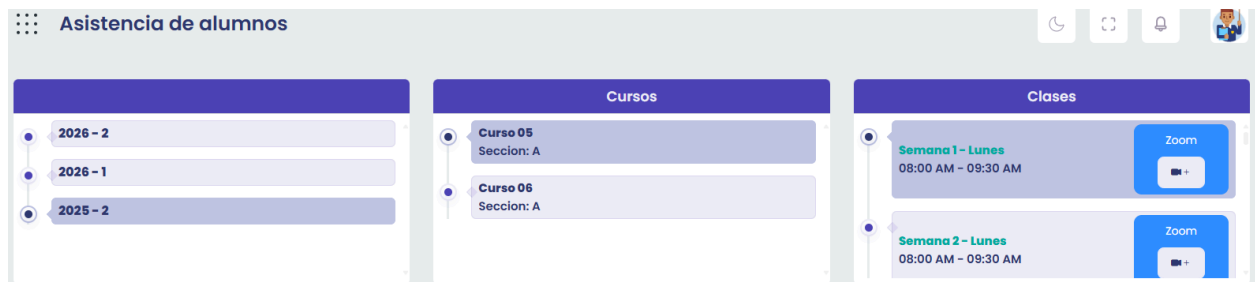 Asistencia de alumnos
2026 - 2
2026 - 1
2025 - 2
Cursos
Curso 05
Seccion: A
Curso 06
Seccion: A
Clases
Semana 1 - Lunes
08:00 AM - 09:30 AM
Zoom
+
Semana 2 - Lunes
08:00 AM - 09:30 AM
Zoom
+